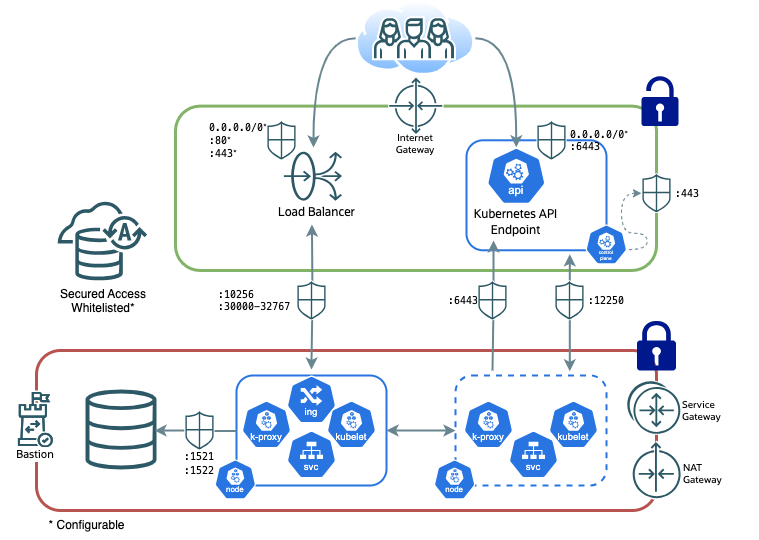 Internet
Gateway
0.0.0.0/0*
:80*
:443*
0.0.0.0/0*
:6443
api
Load Balancer
Kubernetes API
Endpoint
:443
control
plane
A
Secured Access
Whitelisted*
:10256
:30000-32767
:6443
:12250
ing
k-proxy
kubelet
svc
node
k-proxy
kubelet
svc
node
Service
Gateway
Bastion
:1521
:1522
NAT
Gateway
* Configurable